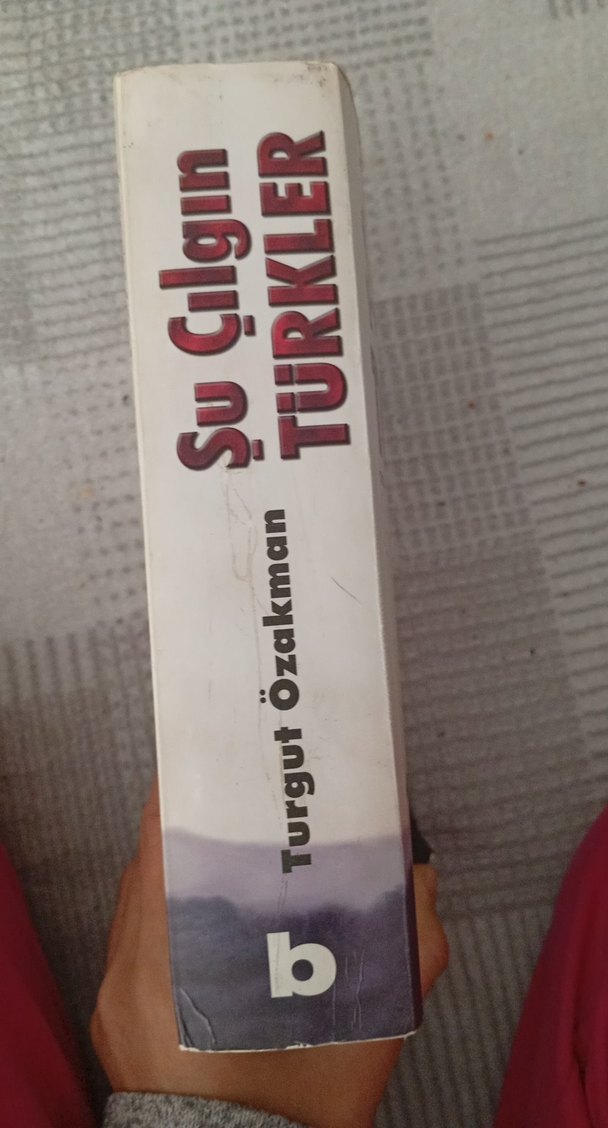 Şu Çılgın
TÜRKLER
Turgut Özakman
b